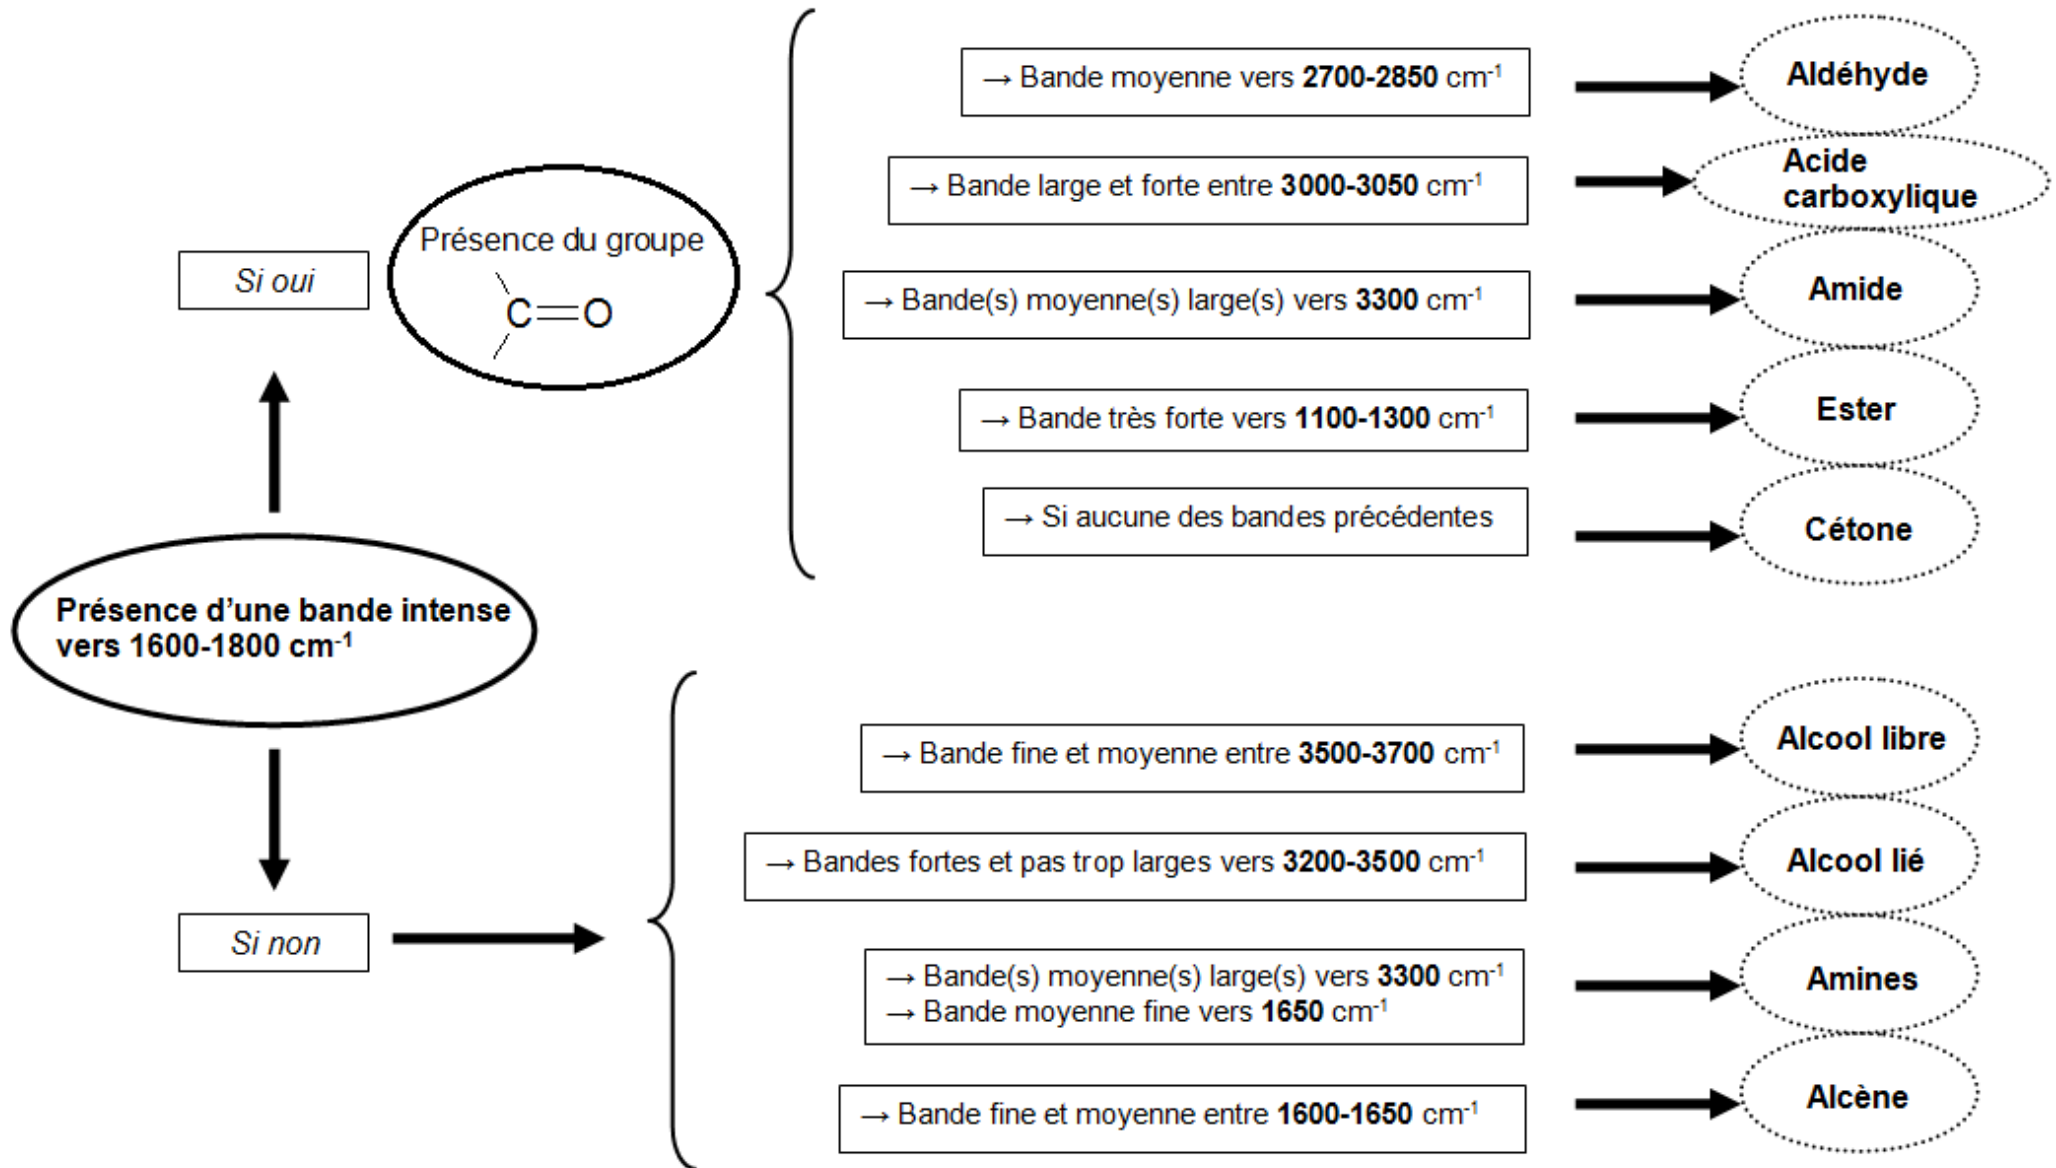 → Bande moyenne vers 2700-2850 cm⁻¹
Aldéhyde
→ Bande large et forte entre 3000-3050 cm⁻¹
Acide
carboxylique
Présence du groupe
C=O
Si oui
→ Bande(s) moyenne(s) large(s) vers 3300 cm⁻¹
Amide
→ Bande très forte vers 1100-1300 cm⁻¹
Ester
→ Si aucune des bandes précédentes
Cétone
Présence d’une bande intense
vers 1600-1800 cm⁻¹
→ Bande fine et moyenne entre 3500-3700 cm⁻¹
Alcool libre
→ Bandes fortes et pas trop larges vers 3200-3500 cm⁻¹
Alcool lié
Si non
→ Bande(s) moyenne(s) large(s) vers 3300 cm⁻¹
→ Bande moyenne fine vers 1650 cm⁻¹
Amines
→ Bande fine et moyenne entre 1600-1650 cm⁻¹
Alcène